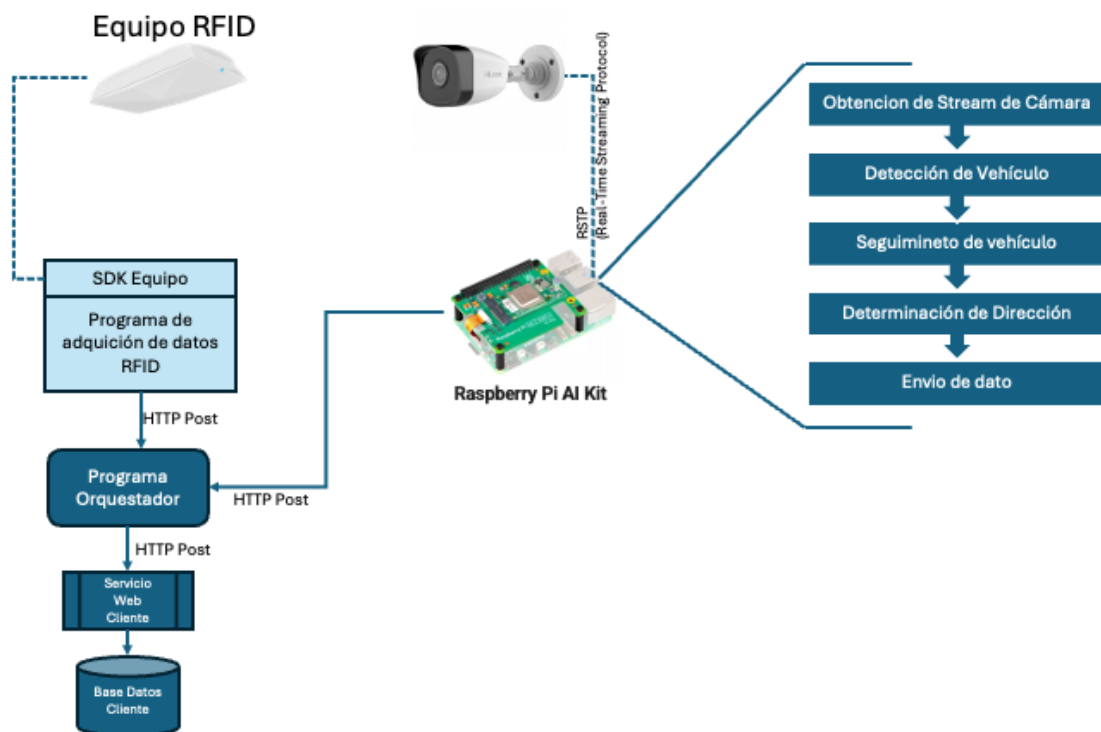 Equipo RFID
RSTP
(Real-Time Streaming Protocol)
Obtencion de Stream de Cámara
Detección de Vehículo
Seguimineto de vehículo
Determinación de Dirección
Envio de dato
SDK Equipo
Programa de
adquición de datos
RFID
Raspberry Pi AI Kit
HTTP Post
Programa
Orquestador
HTTP Post
HTTP Post
Servicio
Web
Cliente
Base Datos
Cliente